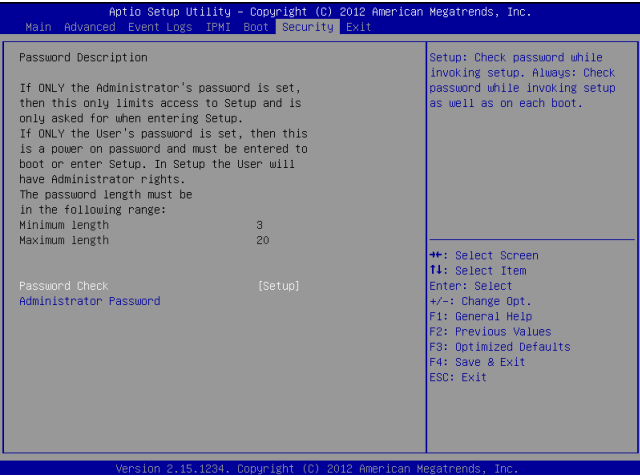 Aptio Setup Utility – Copyright (C) 2012 American Megatrends, Inc.
Main Advanced Event Logs IPMI Boot Security Exit
Password Description
If ONLY the Administrator's password is set,
then this only limits access to Setup and is
only asked for when entering Setup.
If ONLY the User's password is set, then this
is a power on password and must be entered to
boot or enter Setup. In Setup the User will
have Administrator rights.
The password length must be
in the following range:
Minimum length 3
Maximum length 20
Password Check [Setup]
Administrator Password
Setup: Check password while
invoking setup. Always: Check
password while invoking setup
as well as on each boot.
→←: Select Screen
↑↓: Select Item
Enter: Select
+/-: Change Opt.
F1: General Help
F2: Previous Values
F3: Optimized Defaults
F4: Save & Exit
ESC: Exit
Version 2.15.1234. Copyright (C) 2012 American Megatrends, Inc.